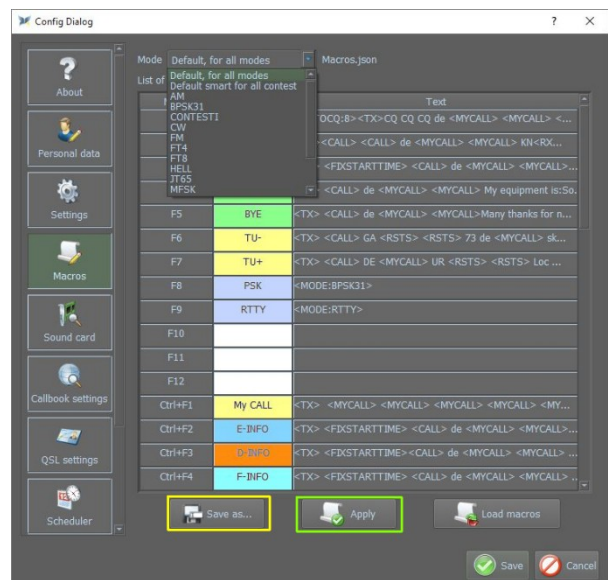 Config Dialog
?
About
Personal data
Settings
Macros
Sound card
Callbook settings
QSL settings
Scheduler
Mode Default, for all modes Macros.json
List of
Default, for all modes
Default smart for all contest
AM
BPSK31
CONTESTI
CW
FM
FT4
FT8
HELL
JT65
MFSK
Text
OCQ:8><TX>CQ CQ CQ de <MYCALL> <MYCALL> <...
<CALL> <CALL> de <MYCALL> <MYCALL> KN<RX...
<FIXSTARTTIME> <CALL> de <MYCALL> <MYCALL>...
<CALL> de <MYCALL> <MYCALL> My equipment is:So.
F5 BYE <TX> <CALL> de <MYCALL> <MYCALL>Many thanks for n...
F6 TU- <TX> <CALL> GA <RSTS> <RSTS> 73 de <MYCALL> sk...
F7 TU+ <TX> <CALL> DE <MYCALL> UR <RSTS> <RSTS> Loc ...
F8 PSK <MODE:BPSK31>
F9 RTTY <MODE:RTTY>
F10
F11
F12
Ctrl+F1 My CALL <TX> <MYCALL> <MYCALL> <MYCALL> <MYCALL> <MY...
Ctrl+F2 E-INFO <TX> <FIXSTARTTIME> <CALL> de <MYCALL> <MYCALL>...
Ctrl+F3 D-INFO <TX> <FIXSTARTTIME><CALL> de <MYCALL> <MYCALL> ...
Ctrl+F4 F-INFO <TX> <FIXSTARTTIME> <CALL> de <MYCALL> <MYCALL> ..
Save as...
Apply
Load macros
Save
Cancel